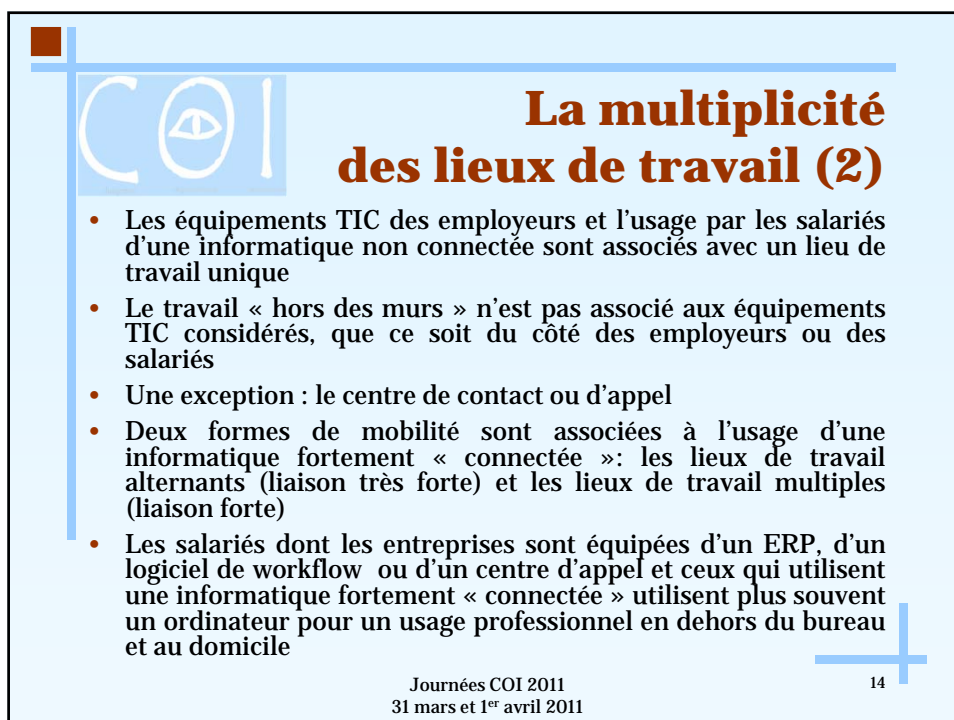 COI
La multiplicité
des lieux de travail (2)
• Les équipements TIC des employeurs et l’usage par les salariés
d’une informatique non connectée sont associés avec un lieu de
travail unique
• Le travail « hors des murs » n’est pas associé aux équipements
TIC considérés, que ce soit du côté des employeurs ou des
salariés
• Une exception : le centre de contact ou d’appel
• Deux formes de mobilité sont associées à l’usage d’une
informatique fortement « connectée »: les lieux de travail
alternants (liaison très forte) et les lieux de travail multiples
(liaison forte)
• Les salariés dont les entreprises sont équipées d’un ERP, d’un
logiciel de workflow ou d’un centre d’appel et ceux qui utilisent
une informatique fortement « connectée » utilisent plus souvent
un ordinateur pour un usage professionnel en dehors du bureau
et au domicile
Journées COI 2011
31 mars et 1er avril 2011
14